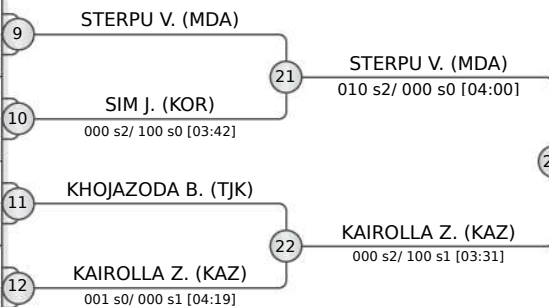 9
STERPU V. (MDA)
21
STERPU V. (MDA)
010 s2/ 000 s0 [04:00]
10
SIM J. (KOR)
000 s2/ 100 s0 [03:42]
11
KHOJAZODA B. (TJK)
22
KAIROLLA Z. (KAZ)
000 s2/ 100 s1 [03:31]
12
KAIROLLA Z. (KAZ)
001 s0/ 000 s1 [04:19]